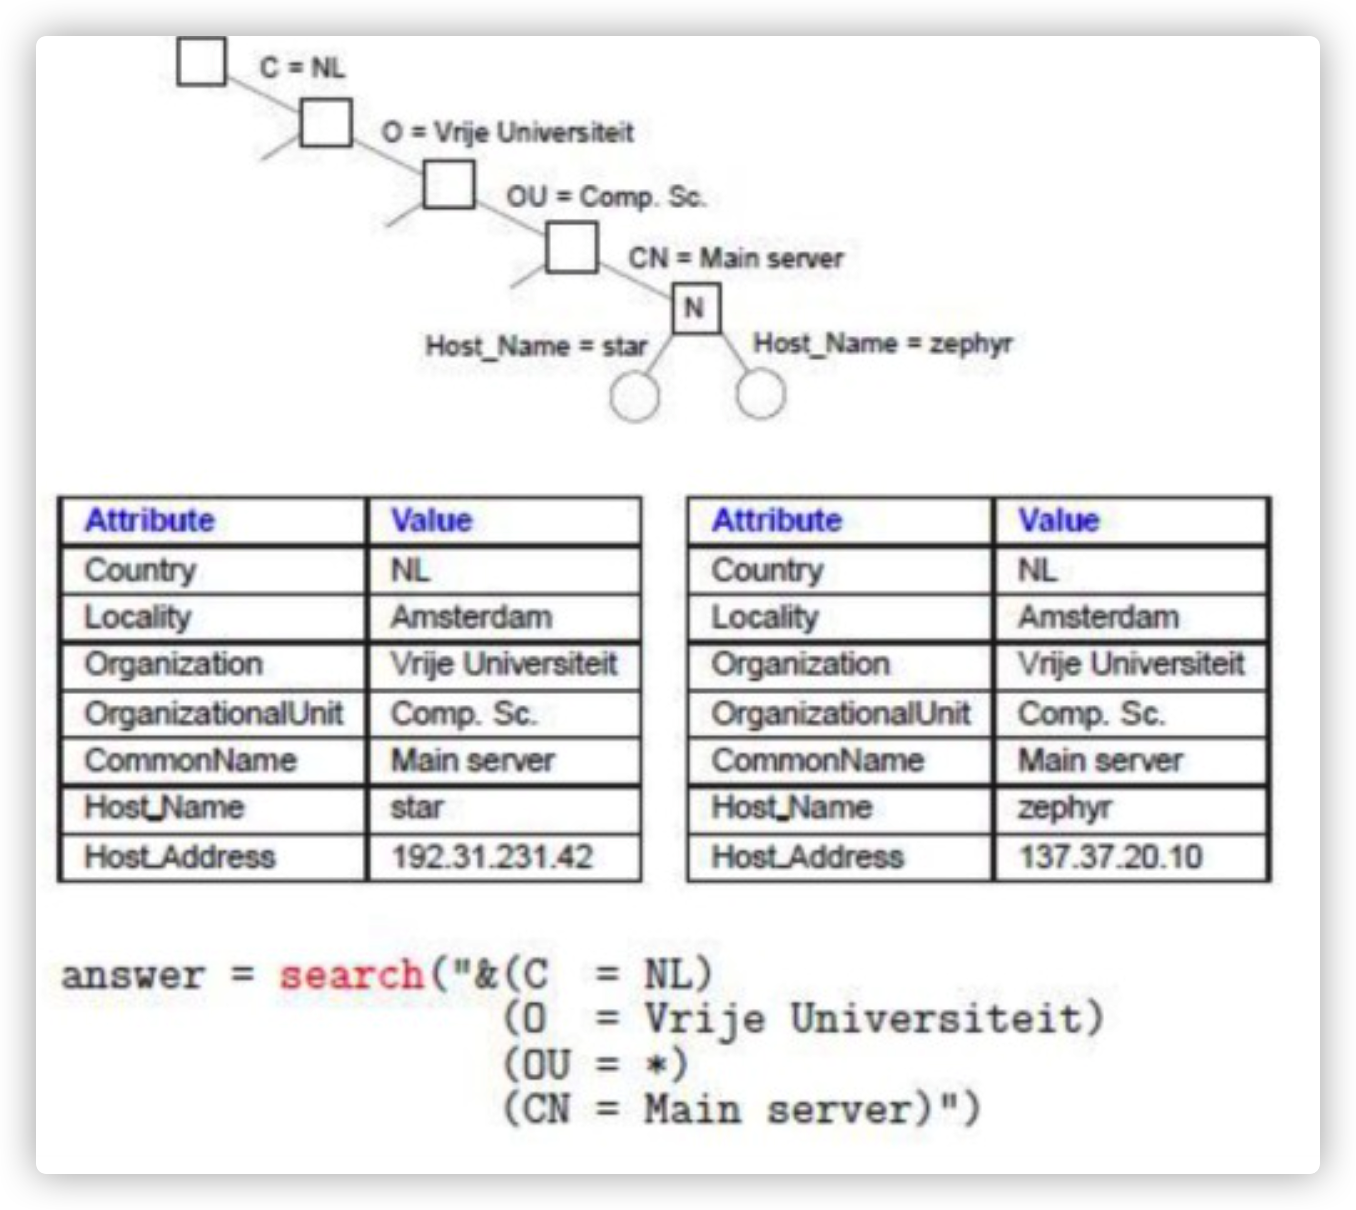 C = NL
O = Vrije Universiteit
OU = Comp. Sc.
CN = Main server
N
Host_Name = star
Host_Name = zephyr
Attribute Value Attribute Value
Country NL Country NL
Locality Amsterdam Locality Amsterdam
Organization Vrije Universiteit Organization Vrije Universiteit
OrganizationalUnit Comp. Sc. OrganizationalUnit Comp. Sc.
CommonName Main server CommonName Main server
Host_Name star Host_Name zephyr
Host_Address 192.31.231.42 Host_Address 137.37.20.10
answer = search("&(C = NL)
(O = Vrije Universiteit)
(OU = *)
(CN = Main server)")